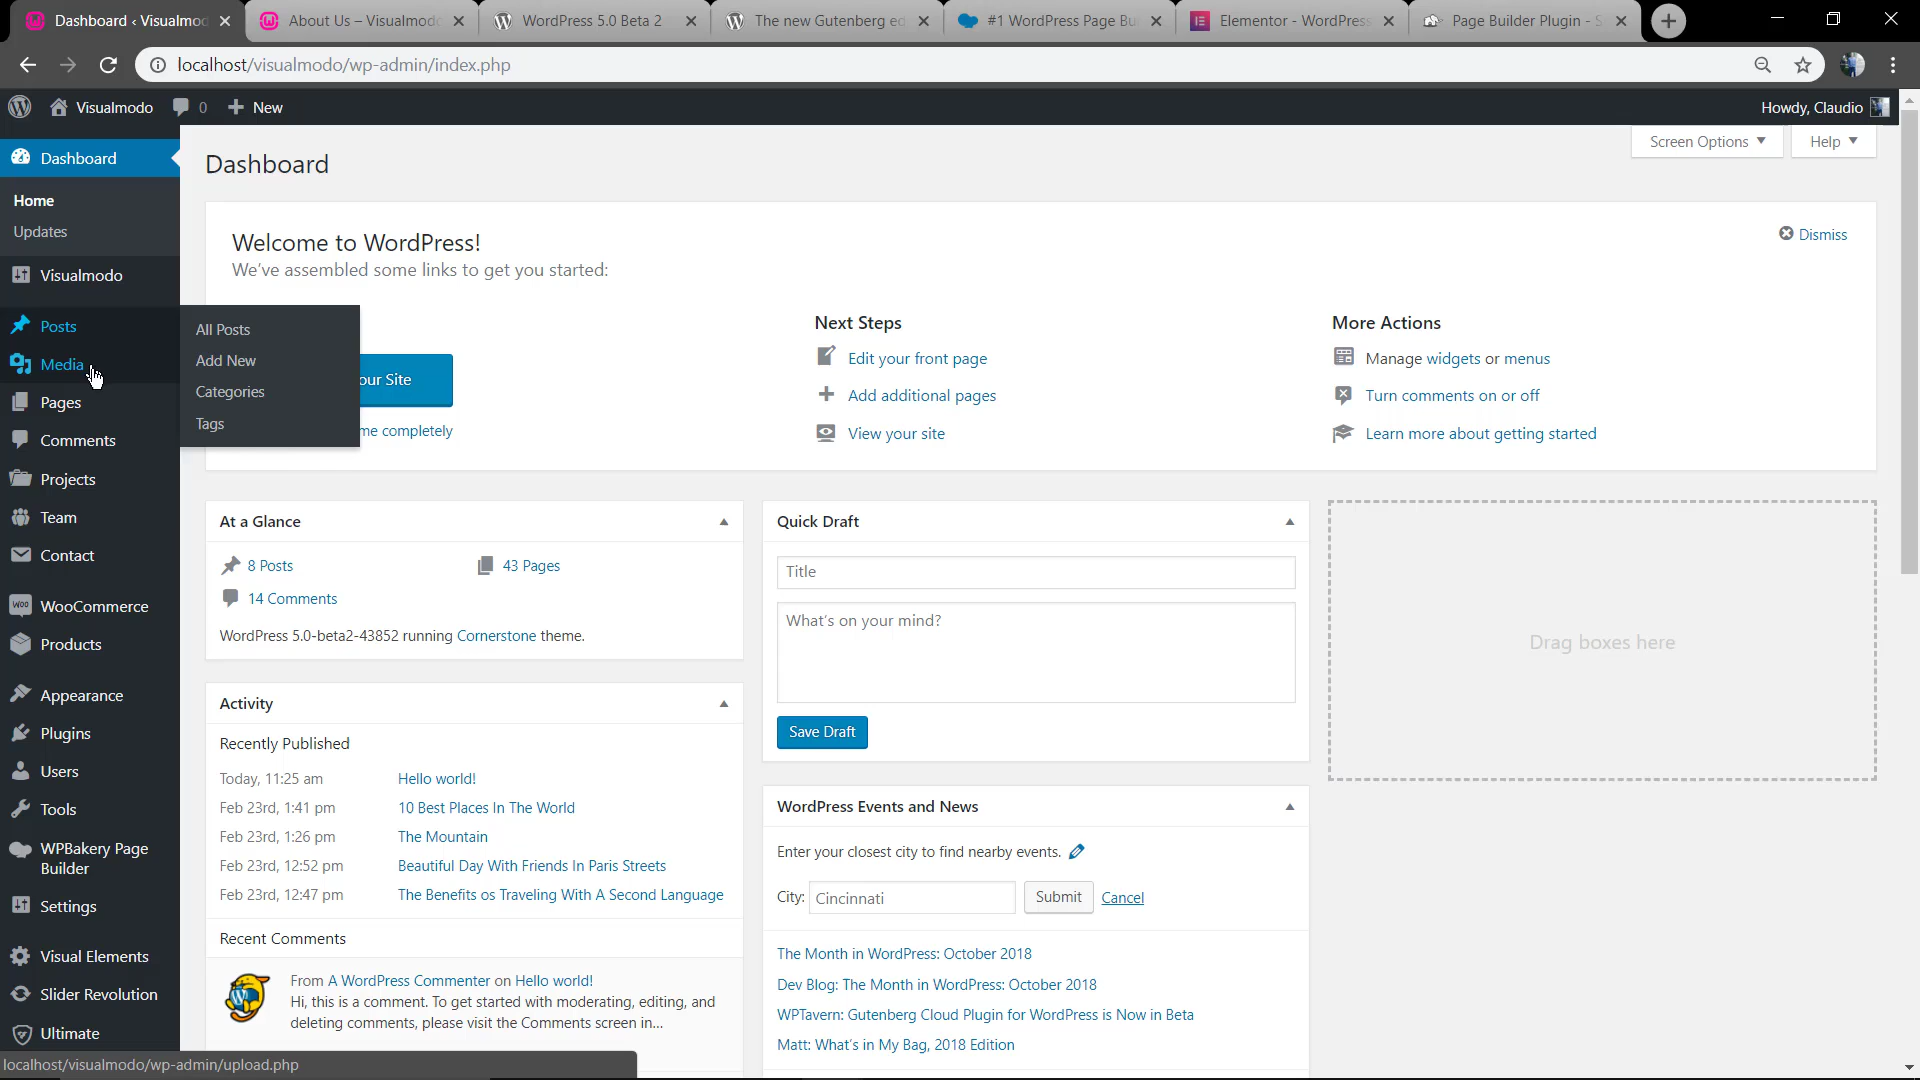 Dashboard ‹ Visualmod
About Us – Visualmod
WordPress 5.0 Beta 2
The new Gutenberg ed
#1 WordPress Page Bu
Elementor - WordPress
Page Builder Plugin - S
localhost/visualmodo/wp-admin/index.php
Visualmodo
0
New
Howdy, Claudio
Dashboard
Home
Updates
Visualmodo
Posts
Media
Pages
Comments
Projects
Team
Contact
WooCommerce
Products
Appearance
Plugins
Users
Tools
WPBakery Page
Builder
Settings
Visual Elements
Slider Revolution
Ultimate
All Posts
Add New
Categories
Tags
Dashboard
Screen Options
Help
Welcome to WordPress!
We've assembled some links to get you started:
Dismiss
our Site
me completely
Next Steps
Edit your front page
Add additional pages
View your site
More Actions
Manage widgets or menus
Turn comments on or off
Learn more about getting started
At a Glance
8 Posts
43 Pages
14 Comments
WordPress 5.0-beta2-43852 running Cornerstone theme.
Activity
Recently Published
Today, 11:25 am Hello world!
Feb 23rd, 1:41 pm 10 Best Places In The World
Feb 23rd, 1:26 pm The Mountain
Feb 23rd, 12:52 pm Beautiful Day With Friends In Paris Streets
Feb 23rd, 12:47 pm The Benefits os Traveling With A Second Language
Recent Comments
From A WordPress Commenter on Hello world!
Hi, this is a comment. To get started with moderating, editing, and
deleting comments, please visit the Comments screen in...
Quick Draft
Title
What's on your mind?
Save Draft
WordPress Events and News
Enter your closest city to find nearby events.
City: Cincinnati Submit Cancel
The Month in WordPress: October 2018
Dev Blog: The Month in WordPress: October 2018
WPTavern: Gutenberg Cloud Plugin for WordPress is Now in Beta
Matt: What's in My Bag, 2018 Edition
Drag boxes here
localhost/visualmodo/wp-admin/upload.php